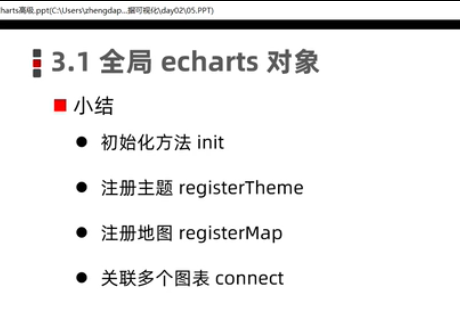 harts高级.ppt(C:\Users\zhengdap...据可视化\day02\05.PPT)
3.1 全局 echarts 对象
小结
初始化方法 init
注册主题 registerTheme
注册地图 registerMap
关联多个图表 connect